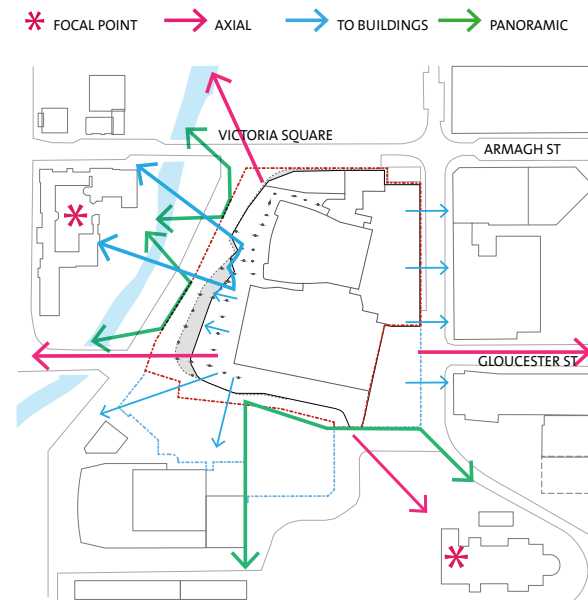 FOCAL POINT AXIAL TO BUILDINGS PANORAMIC
VICTORIA SQUARE
ARMAGH ST
GLOUCESTER ST